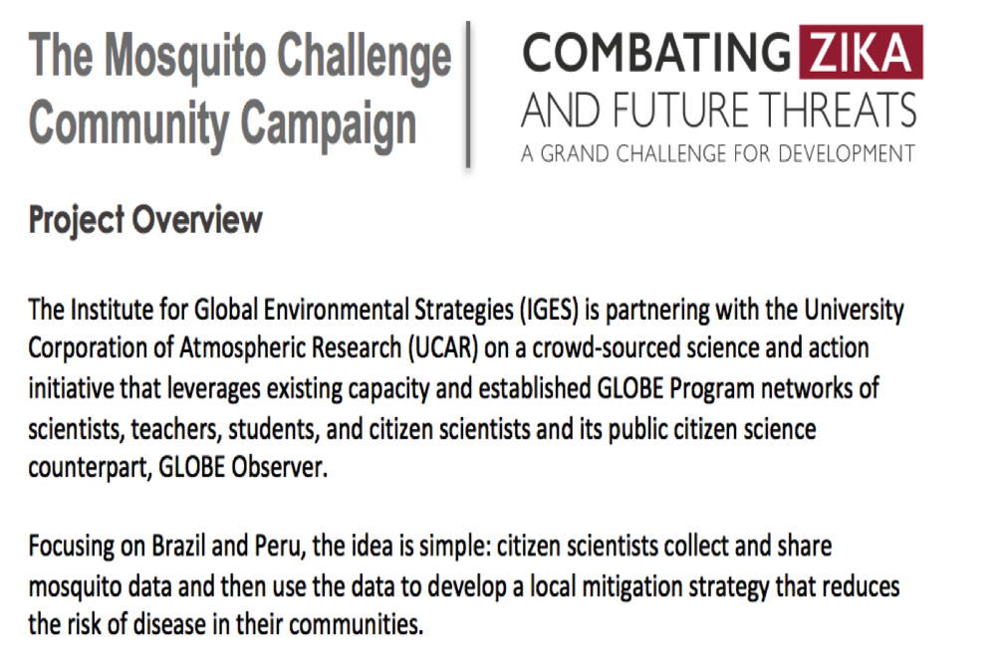 The Mosquito Challenge
Community Campaign
COMBATING ZIKA
AND FUTURE THREATS
A GRAND CHALLENGE FOR DEVELOPMENT
Project Overview
The Institute for Global Environmental Strategies (IGES) is partnering with the University
Corporation of Atmospheric Research (UCAR) on a crowd-sourced science and action
initiative that leverages existing capacity and established GLOBE Program networks of
scientists, teachers, students, and citizen scientists and its public citizen science
counterpart, GLOBE Observer.
Focusing on Brazil and Peru, the idea is simple: citizen scientists collect and share
mosquito data and then use the data to develop a local mitigation strategy that reduces
the risk of disease in their communities.